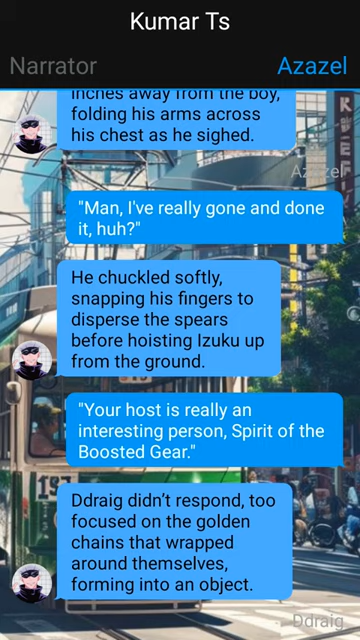 Kumar Ts
Narrator
Azazel
inches away from the boy,
folding his arms across
his chest as he sighed.
Azazel
"Man, I've really gone and done
it, huh?"
He chuckled softly,
snapping his fingers to
disperse the spears
before hoisting Izuku up
from the ground.
"Your host is really an
interesting person, Spirit of the
Boosted Gear."
Ddraig didn’t respond, too
focused on the golden
chains that wrapped
around themselves,
forming into an object.
Ddraig